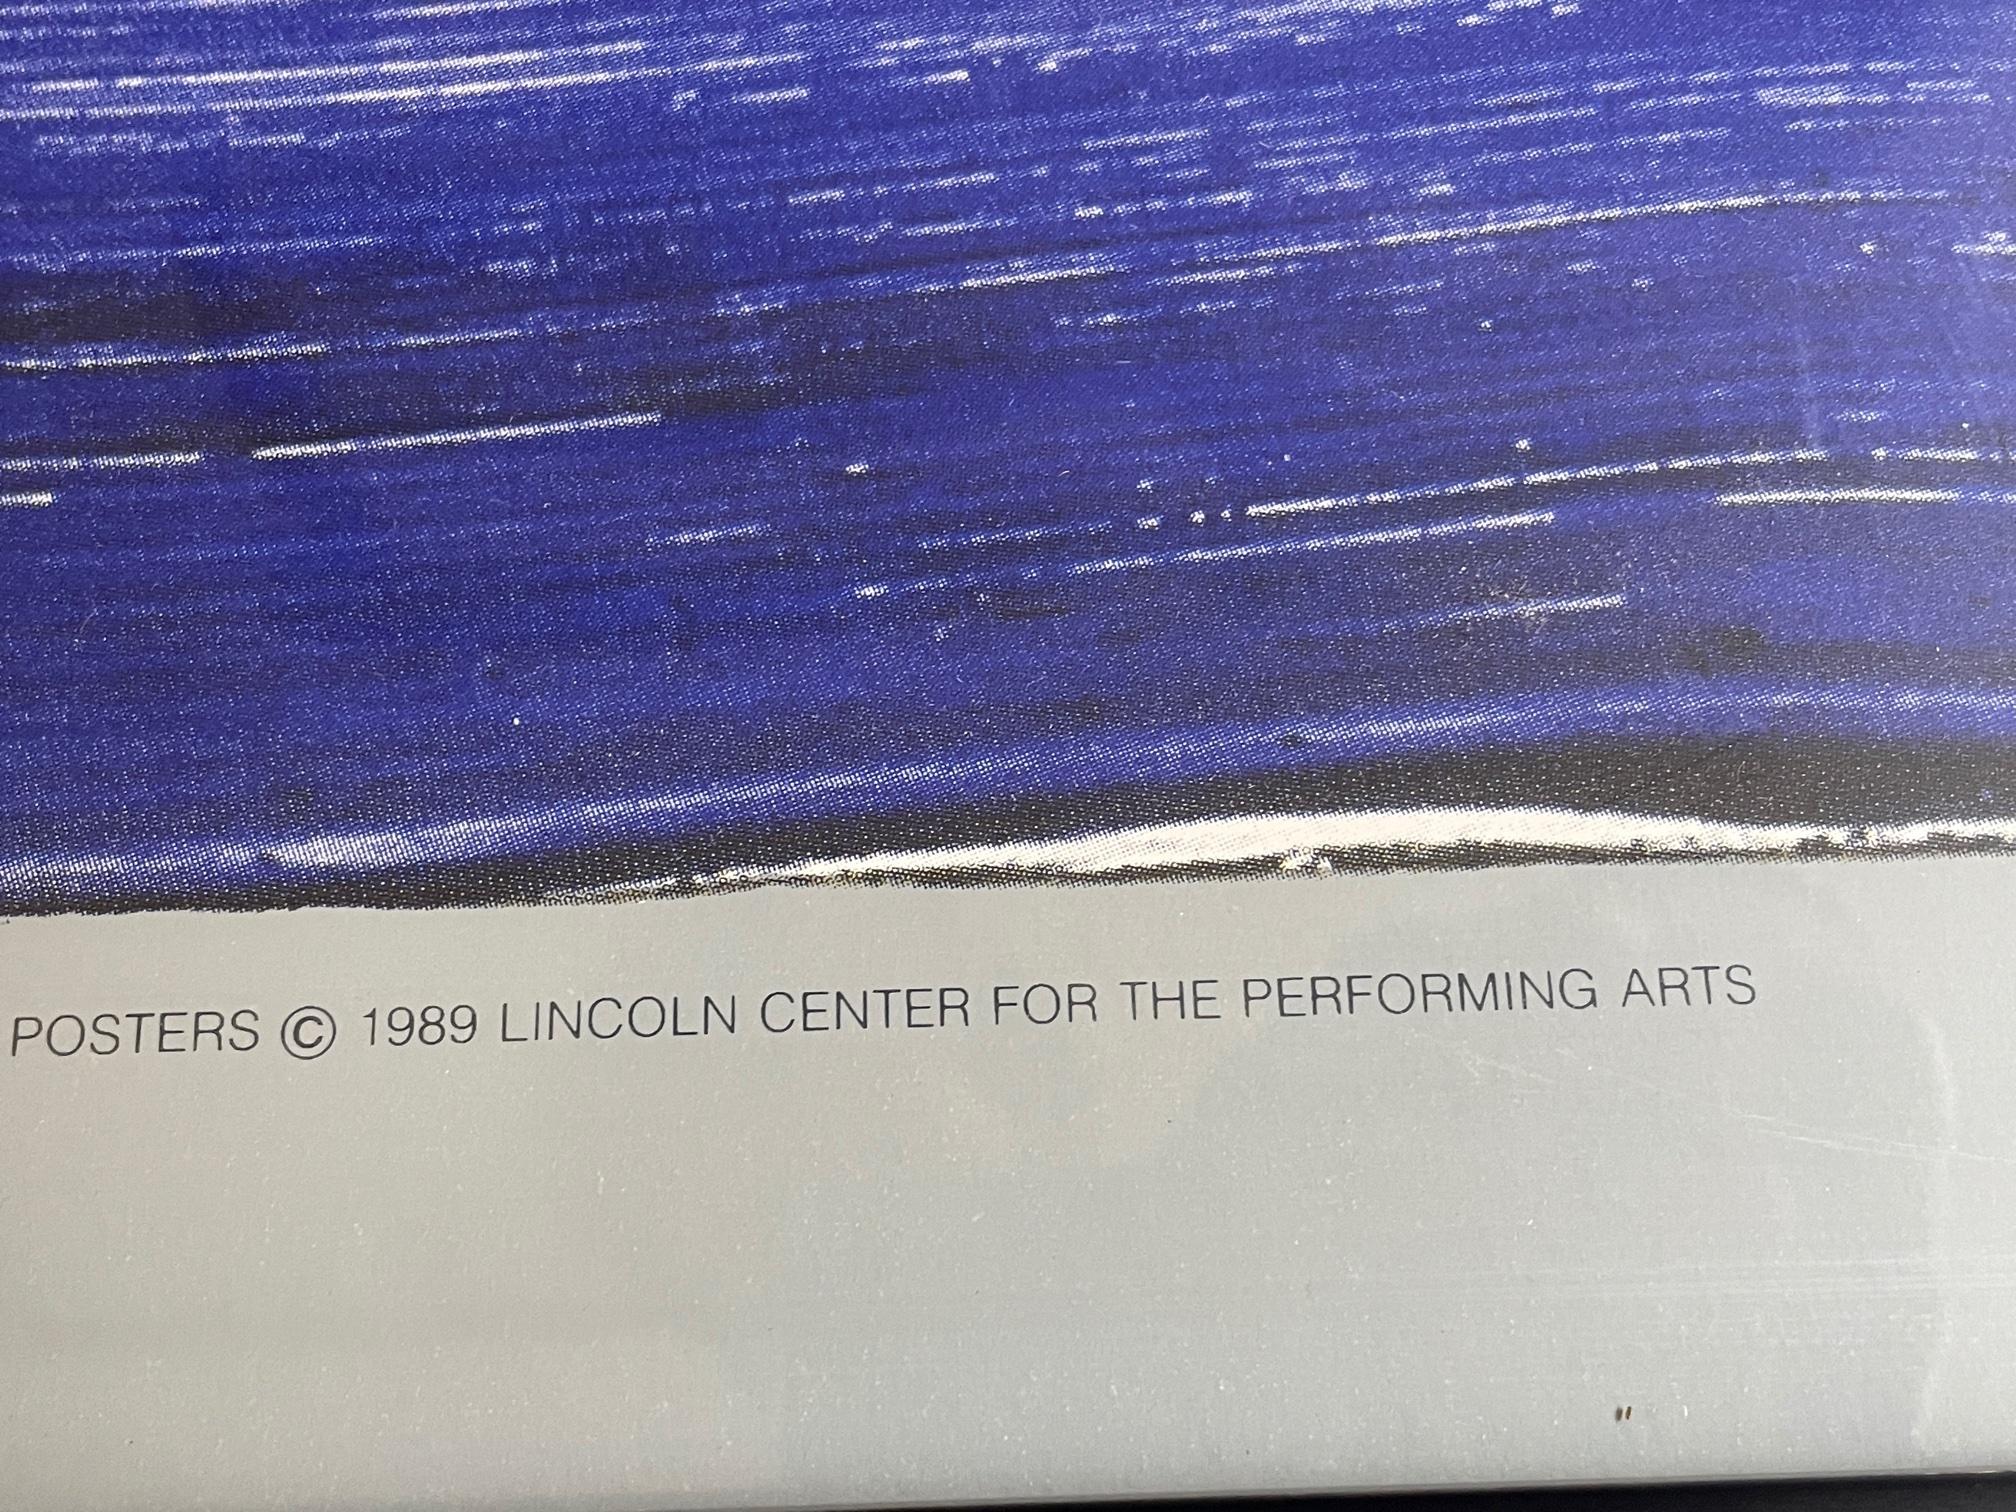 POSTERS © 1989 LINCOLN CENTER FOR THE PERFORMING ARTS